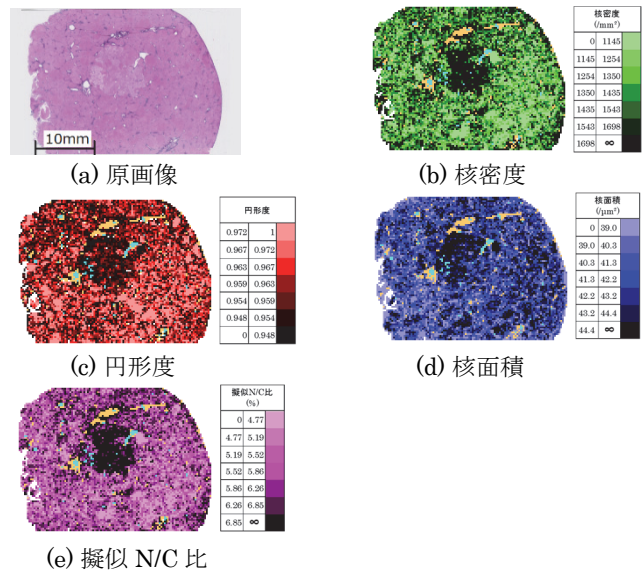 10mm
(a) 原画像
核密度
(/mm²)
0 1145
1145 1254
1254 1350
1350 1435
1435 1543
1543 1698
1698 ∞
(b) 核密度
円形度
0.972 1
0.967 0.972
0.963 0.967
0.959 0.963
0.954 0.959
0.948 0.954
0 0.948
(c) 円形度
核面積
(/μm²)
0 39.0
39.0 40.3
40.3 41.3
41.3 42.2
42.2 43.2
43.2 44.4
44.4 ∞
(d) 核面積
擬似N/C比
(%)
0 4.77
4.77 5.19
5.19 5.52
5.52 5.86
5.86 6.26
6.26 6.85
6.85 ∞
(e) 擬似 N/C 比